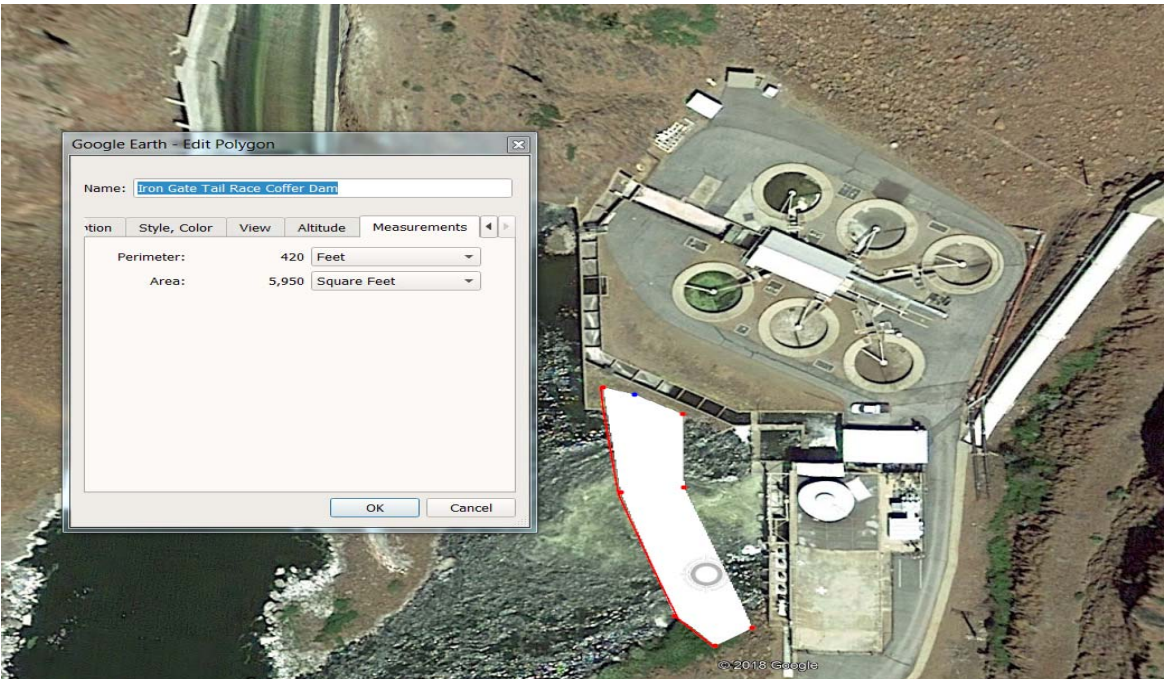 Google Earth - Edit Polygon
Name: Iron Gate Tail Race Coffer Dam
ption Style, Color View Altitude Measurements
Perimeter: 420 Feet
Area: 5,950 Square Feet
OK Cancel
© 2018 Google